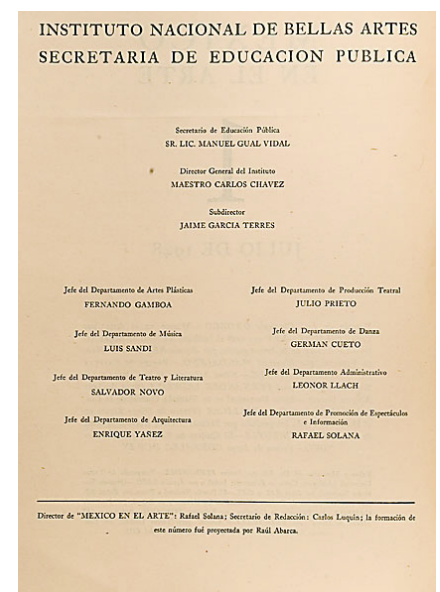 INSTITUTO NACIONAL DE BELLAS ARTES
SECRETARIA DE EDUCACION PUBLICA
Secretario de Educación Pública
SR. LIC. MANUEL GUAL VIDAL
Director General del Instituto
MAESTRO CARLOS CHAVEZ
Subdirector
JAIME GARCIA TERRES
Jefe del Departamento de Artes Plásticas
FERNANDO GAMBOA
Jefe del Departamento de Música
LUIS SANDI
Jefe del Departamento de Teatro y Literatura
SALVADOR NOVO
Jefe del Departamento de Arquitectura
ENRIQUE YAÑEZ
Jefe del Departamento de Producción Teatral
JULIO PRIETO
Jefe del Departamento de Danza
GERMAN CUETO
Jefe del Departamento Administrativo
LEONOR LLACH
Jefe del Departamento de Promoción de Espectáculos
e Información
RAFAEL SOLANA
Director de "MEXICO EN EL ARTE": Rafael Solana; Secretario de Redacción: Carlos Luquín; la formación de
este número fué proyectada por Raúl Abarca.